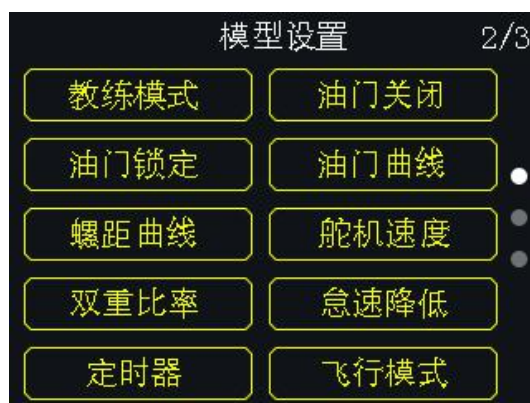 模型设置 2/3
教练模式 油门关闭
油门锁定 油门曲线
螺距曲线 舵机速度
双重比率 怠速降低
定时器 飞行模式